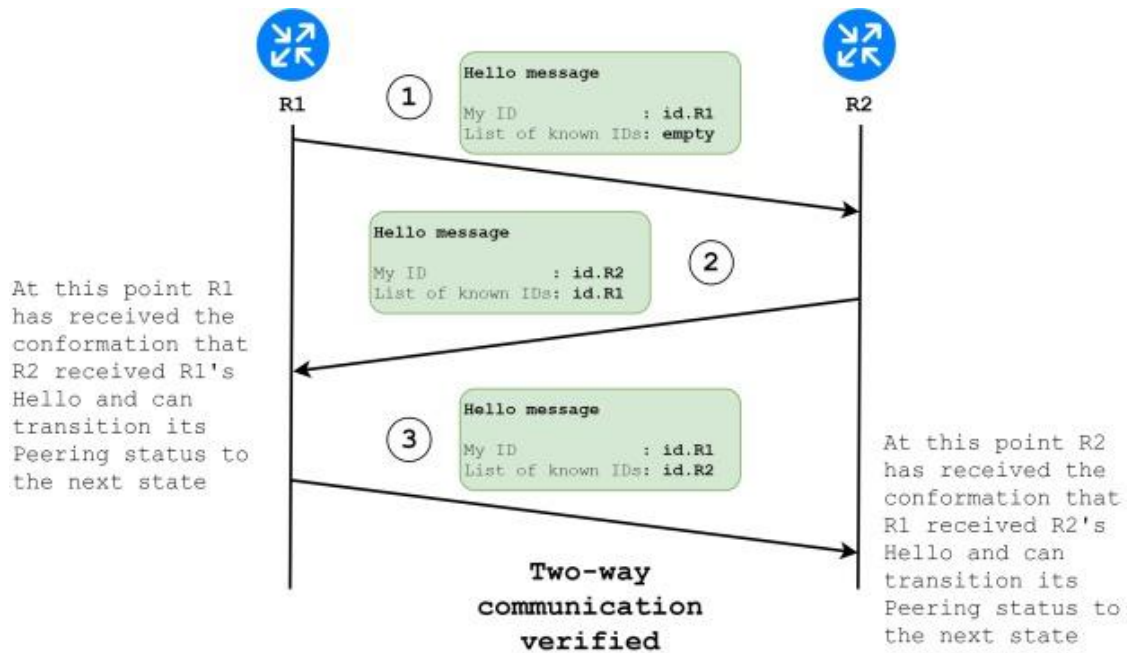 R1
R2
1
Hello message
My ID : id.R1
List of known IDs: empty
Hello message
My ID : id.R2
List of known IDs: id.R1
2
At this point R1
has received the
conformation that
R2 received R1's
Hello and can
transition its
Peering status to
the next state
3
Hello message
My ID : id.R1
List of known IDs: id.R2
At this point R2
has received the
conformation that
R1 received R2's
Hello and can
transition its
Peering status to
the next state
Two-way
communication
verified